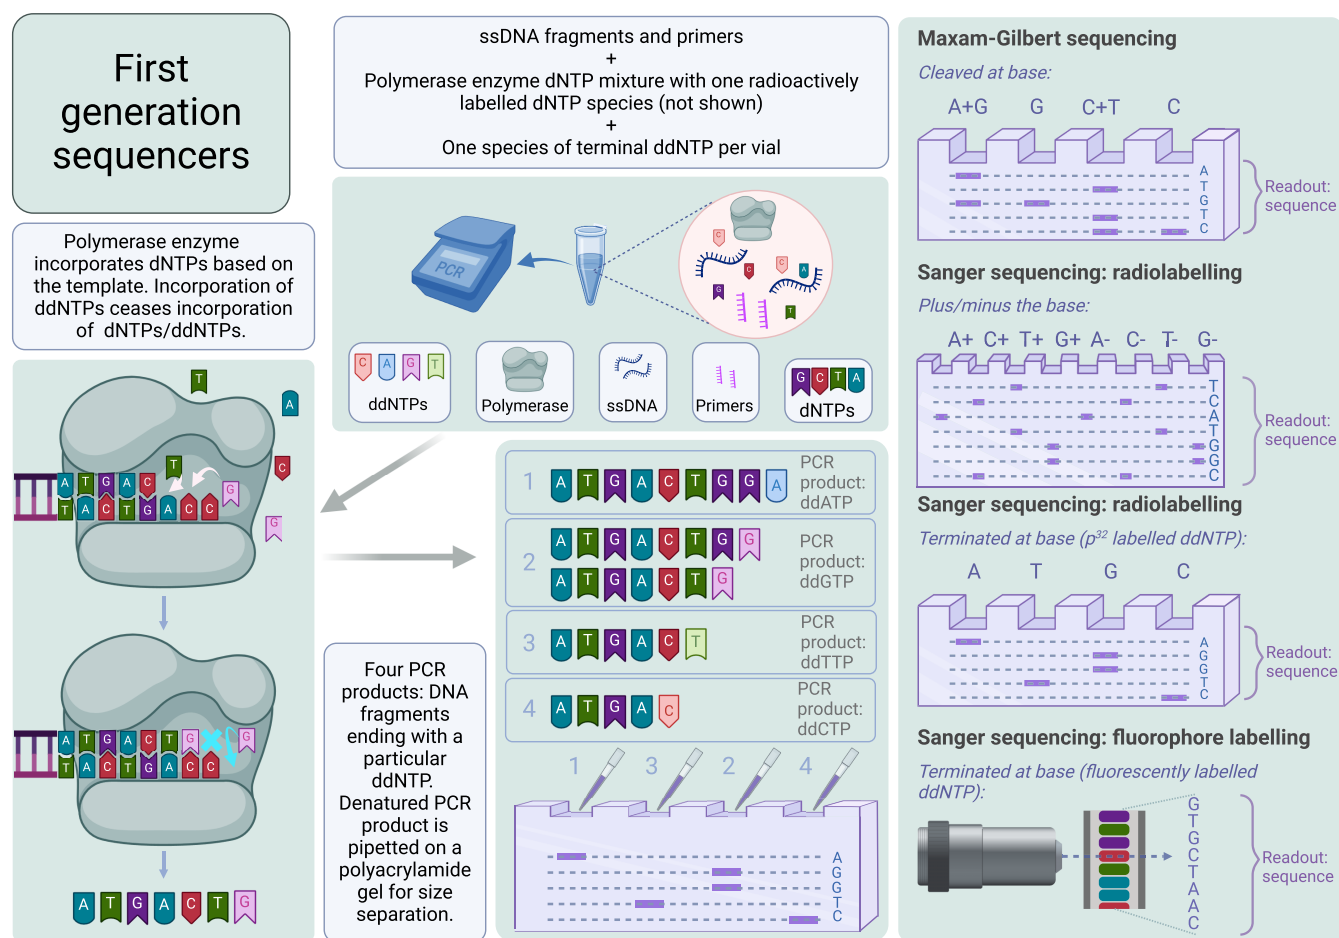 First
generation
sequencers
Polymerase enzyme
incorporates dNTPs based on
the template. Incorporation of
ddNTPs ceases incorporation
of dNTPs/ddNTPs.
T
A
T
C
G
G
A T G A C
T A C T G A C C
A T G A C T G
G
T A C T G A C C
A T G A C T G
ssDNA fragments and primers
+
Polymerase enzyme dNTP mixture with one radioactively
labelled dNTP species (not shown)
+
One species of terminal ddNTP per vial
PCR
C
C
C
A
G
T
C A G T
ddNTPs
Polymerase
ssDNA
Primers
G C T A
dNTPs
1
A T G A C T G G A
PCR
product:
ddATP
2
A T G A C T G G
A T G A C T G
PCR
product:
ddGTP
3
A T G A C T
PCR
product:
ddTTP
4
A T G A C
PCR
product:
ddCTP
Four PCR
products: DNA
fragments
ending with a
particular
ddNTP.
Denatured PCR
product is
pipetted on a
polyacrylamide
gel for size
separation.
1 3 2 4
A
G
G
T
C
Maxam-Gilbert sequencing
Cleaved at base:
A+G G C+T C
A
T
G
T
C
Readout:
sequence
Sanger sequencing: radiolabelling
Plus/minus the base:
A+ C+ T+ G+ A- C- T- G-
T
C
A
T
G
G
C
Readout:
sequence
Sanger sequencing: radiolabelling
Terminated at base (p32 labelled ddNTP):
A T G C
A
G
G
T
C
Readout:
sequence
Sanger sequencing: fluorophore labelling
Terminated at base (fluorescently labelled
ddNTP):
G
T
G
C
T
A
A
C
Readout:
sequence